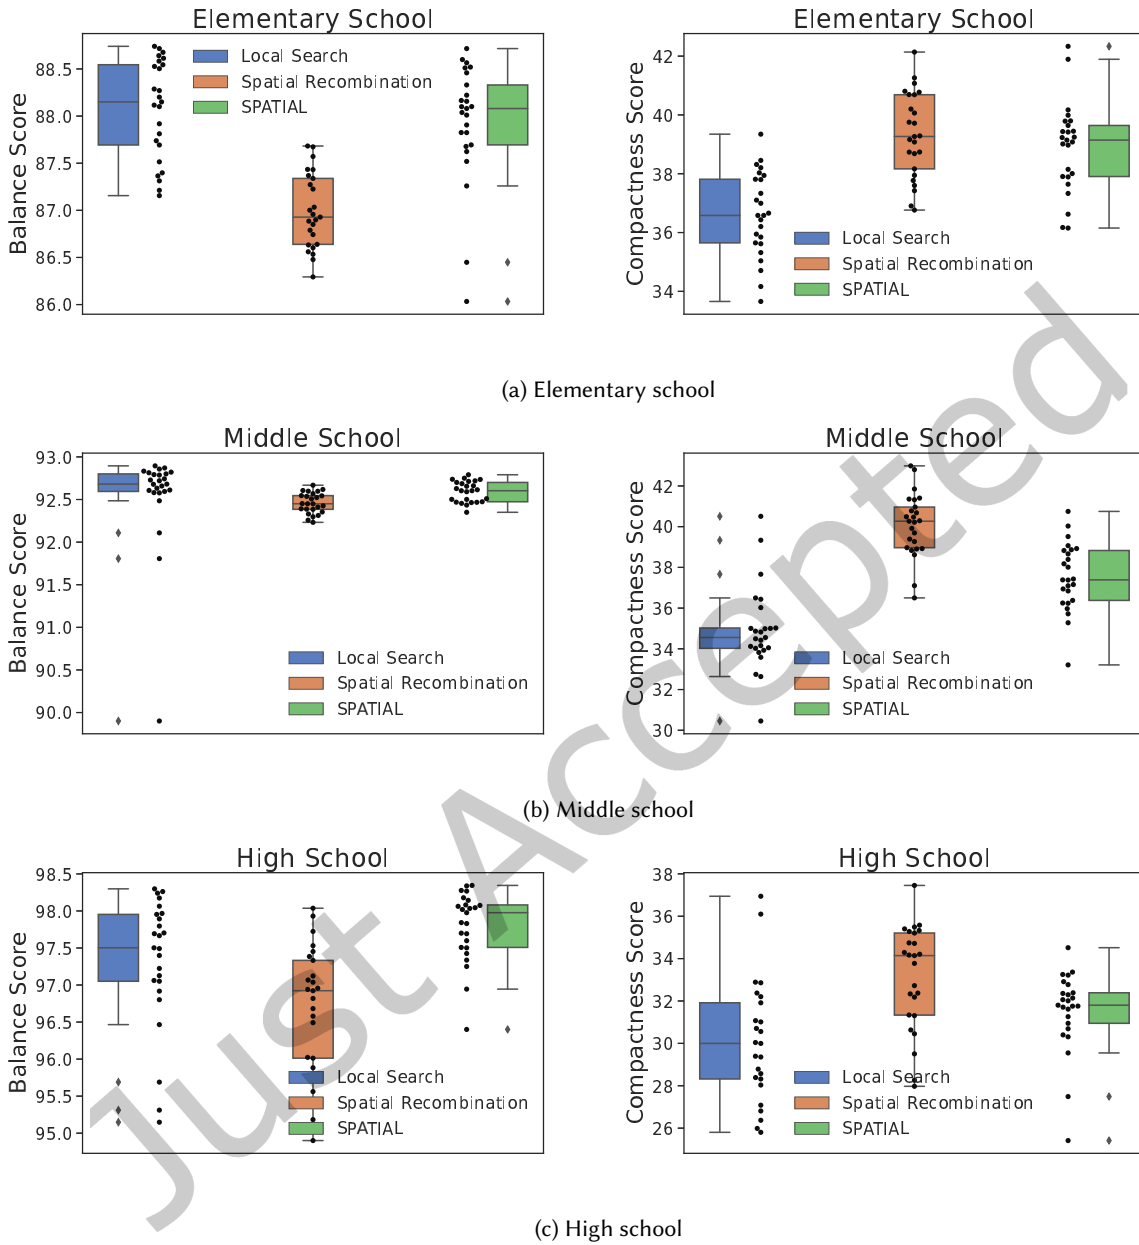 Elementary School
Balance Score
88.5
88.0
87.5
87.0
86.5
86.0
Local Search
Spatial Recombination
SPATIAL
Elementary School
Compactness Score
42
40
38
36
34
Local Search
Spatial Recombination
SPATIAL
(a) Elementary school
Middle School
Balance Score
93.0
92.5
92.0
91.5
91.0
90.5
90.0
Local Search
Spatial Recombination
SPATIAL
Middle School
Compactness Score
42
40
38
36
34
32
30
Local Search
Spatial Recombination
SPATIAL
(b) Middle school
High School
Balance Score
98.5
98.0
97.5
97.0
96.5
96.0
95.5
95.0
Local Search
Spatial Recombination
SPATIAL
High School
Compactness Score
38
36
34
32
30
28
26
Local Search
Spatial Recombination
SPATIAL
(c) High school
Just Accepted